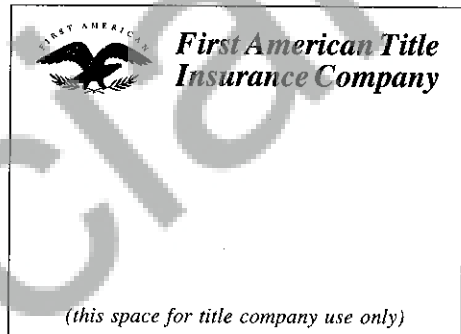 FIRST AMERICAN
First American Title
Insurance Company
(this space for title company use only)